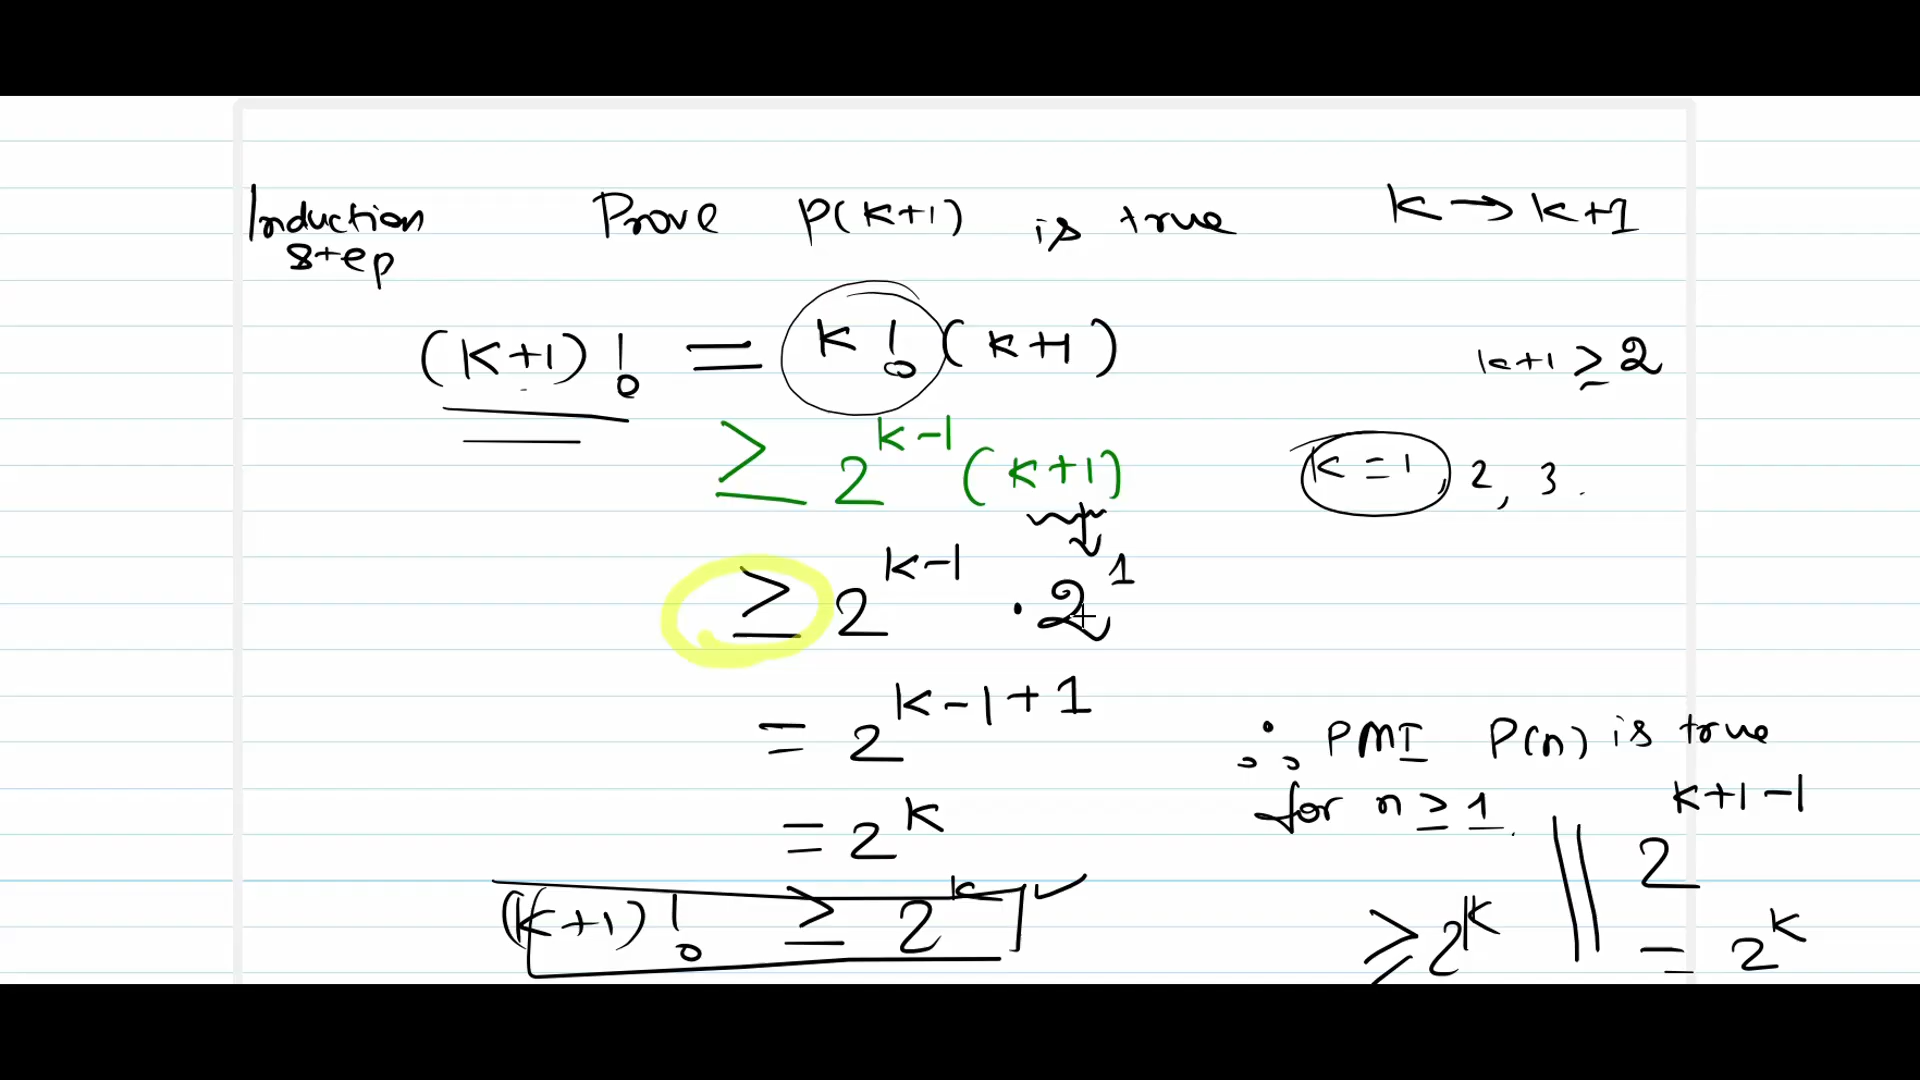 Induction Step Prove P(k+1) is true k → k+1
(k+1)! = k!(k+1) k+1 ≥ 2
≥ 2^{k-1} (k+1) k=1, 2, 3.
≥ 2^{k-1} · 2^1
= 2^{k-1+1}
∴ PMI P(n) is true
for n ≥ 1.
= 2^k
(k+1)! ≥ 2^k ✓
≥ 2^k || 2^{k+1-1}
= 2^k